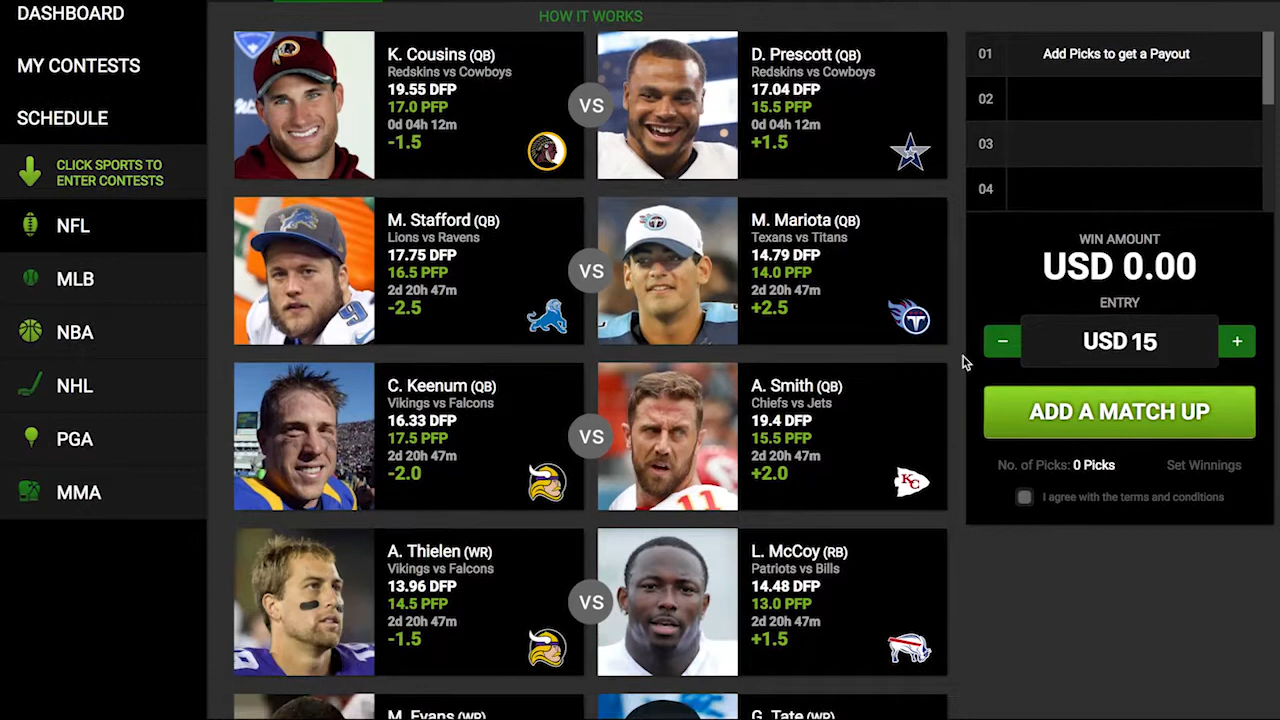 DASHBOARD
MY CONTESTS
SCHEDULE
CLICK SPORTS TO
ENTER CONTESTS
NFL
MLB
NBA
NHL
PGA
MMA
HOW IT WORKS
K. Cousins (QB)
Redskins vs Cowboys
19.55 DFP
17.0 PFP
0d 04h 12m
-1.5
VS
D. Prescott (QB)
Redskins vs Cowboys
17.04 DFP
15.5 PFP
0d 04h 12m
+1.5
M. Stafford (QB)
Lions vs Ravens
17.75 DFP
16.5 PFP
2d 20h 47m
-2.5
VS
M. Mariota (QB)
Texans vs Titans
14.79 DFP
14.0 PFP
2d 20h 47m
+2.5
C. Keenum (QB)
Vikings vs Falcons
16.33 DFP
17.5 PFP
2d 20h 47m
-2.0
VS
A. Smith (QB)
Chiefs vs Jets
19.4 DFP
15.5 PFP
2d 20h 47m
+2.0
KC
11
A. Thielen (WR)
Vikings vs Falcons
13.96 DFP
14.5 PFP
2d 20h 47m
-1.5
VS
L. McCoy (RB)
Patriots vs Bills
14.48 DFP
13.0 PFP
2d 20h 47m
+1.5
M. Evans (WR)
G. Tate (WR)
01 Add Picks to get a Payout
02
03
04
WIN AMOUNT
USD 0.00
ENTRY
− USD 15 +
ADD A MATCH UP
No. of Picks: 0 Picks Set Winnings
I agree with the terms and conditions